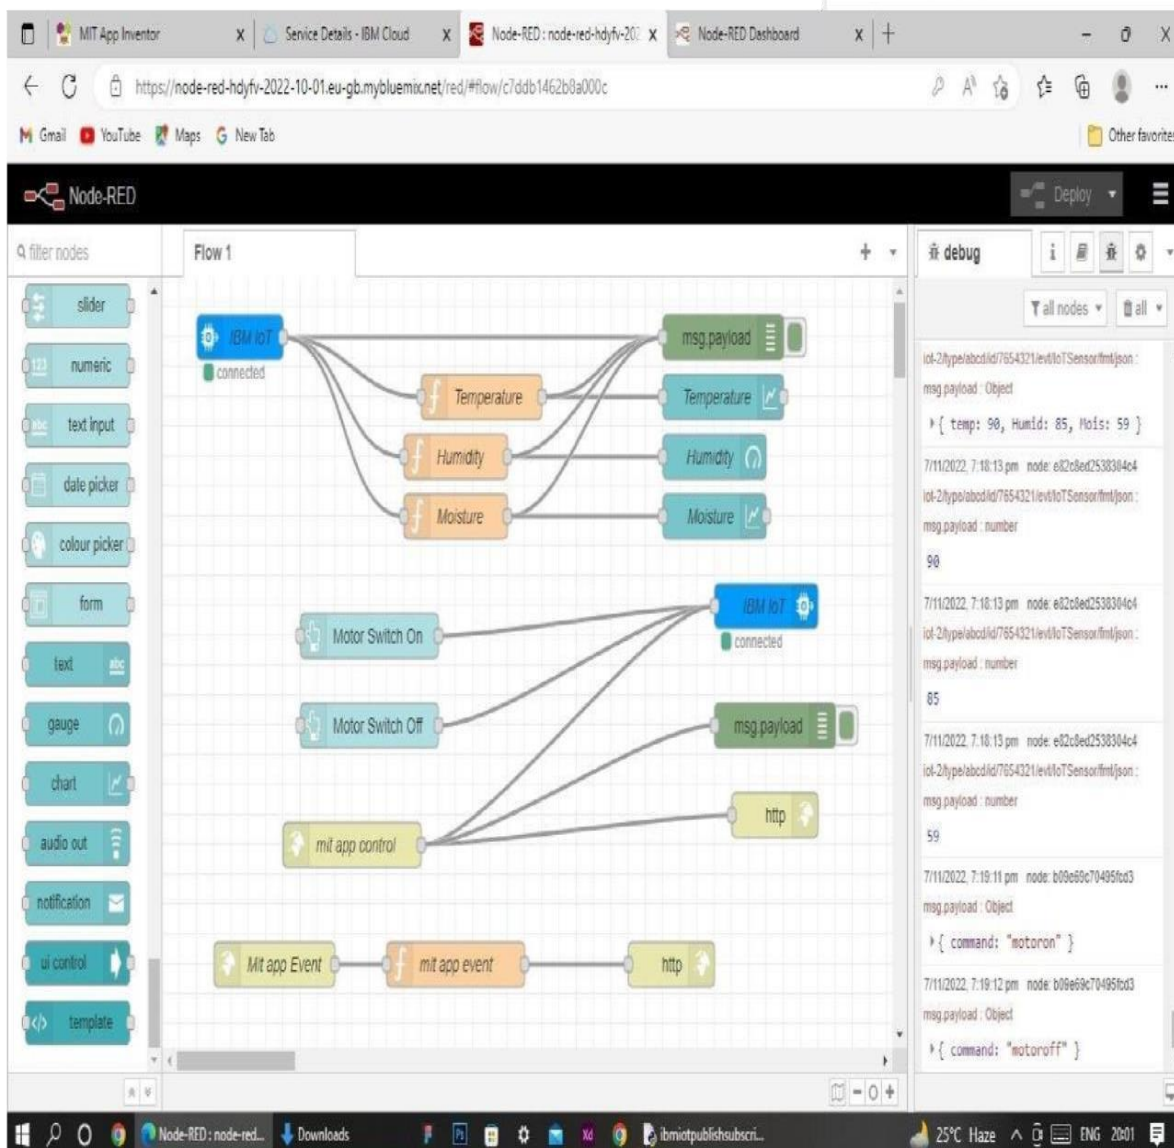 MIT App Inventor
Service Details - IBM Cloud
Node-RED : node-red-hdyfv-202
Node-RED Dashboard
https://node-red-hdyfv-2022-10-01.eu-gb.mybluemix.net/red/#flow/c7ddb1462b8a000c
Gmail YouTube Maps New Tab Other favorites
Node-RED Deploy
filter nodes
slider
numeric
text input
date picker
colour picker
form
text
gauge
chart
audio out
notification
ui control
template
Flow 1
IBM IoT
connected
msg.payload
Temperature
Temperature
Humidity
Humidity
Moisture
Moisture
Motor Switch On
IBM IoT
connected
Motor Switch Off
msg.payload
mit app control
http
Mit app Event
mit app event
http
debug
all nodes all
iot-2/type/abcd/id/7654321/evt/IoTSensor/fmt/json :
msg.payload : Object
{ temp: 90, Humid: 85, Mois: 59 }
7/11/2022, 7:18:13 pm node: e82c8ed2538304c4
iot-2/type/abcd/id/7654321/evt/IoTSensor/fmt/json :
msg.payload : number
90
7/11/2022, 7:18:13 pm node: e82c8ed2538304c4
iot-2/type/abcd/id/7654321/evt/IoTSensor/fmt/json :
msg.payload : number
85
7/11/2022, 7:18:13 pm node: e82c8ed2538304c4
iot-2/type/abcd/id/7654321/evt/IoTSensor/fmt/json :
msg.payload : number
59
7/11/2022, 7:19:11 pm node: b09e69c70495fcd3
msg.payload : Object
{ command: "motoron" }
7/11/2022, 7:19:12 pm node: b09e69c70495fcd3
msg.payload : Object
{ command: "motoroff" }
Node-RED : node-red... Downloads ibmiotpublishsubscri... 25°C Haze ENG 20:01